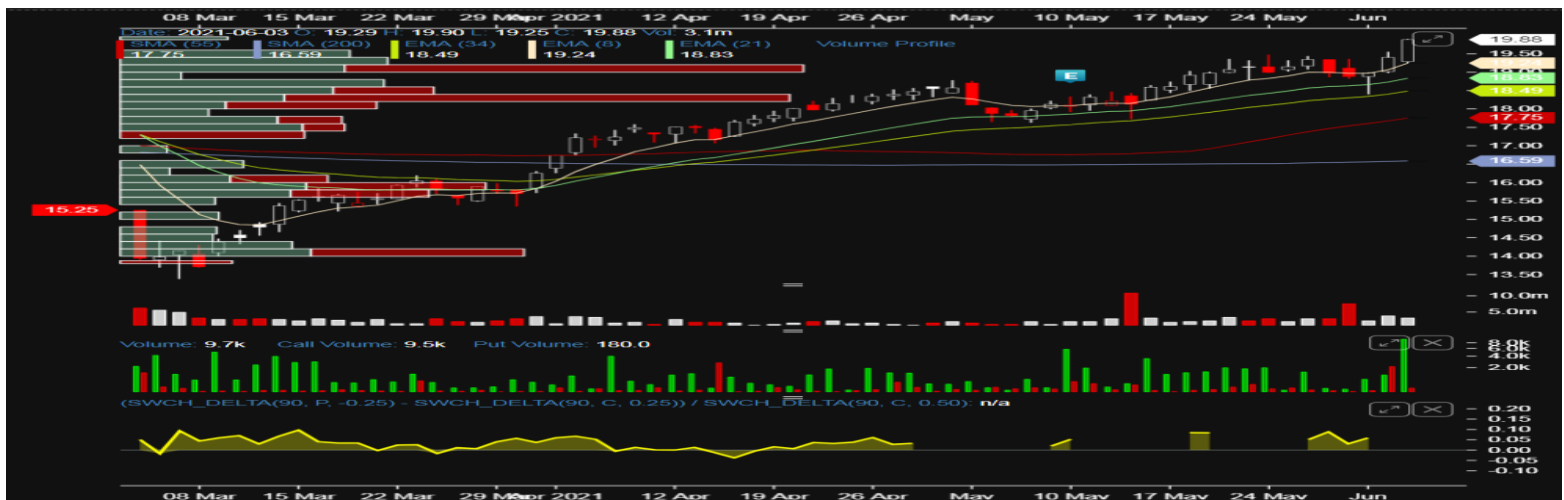 08 Mar 15 Mar 22 Mar 29 Mar Apr 2021 12 Apr 19 Apr 26 Apr May 10 May 17 May 24 May Jun
Date: 2021-06-03 O: 19.29 H: 19.90 L: 19.25 C: 19.88 Vol: 3.1m
SMA (55) SMA (200) EMA (34) EMA (8) EMA (21) Volume Profile
17.75 16.59 18.49 19.24 18.83
19.88
19.50
19.24
19.00
18.83
18.49
18.00
17.75
17.50
17.00
16.59
16.00
15.50
15.25
15.00
14.50
14.00
13.50
E
10.0m
5.0m
Volume: 9.7k Call Volume: 9.5k Put Volume: 180.0
8.0k
6.0k
4.0k
2.0k
(SWCH_DELTA(90, P, -0.25) - SWCH_DELTA(90, C, 0.25)) / SWCH_DELTA(90, C, 0.50): n/a
0.20
0.15
0.10
0.05
0.00
-0.05
-0.10
08 Mar 15 Mar 22 Mar 29 Mar Apr 2021 12 Apr 19 Apr 26 Apr May 10 May 17 May 24 May Jun